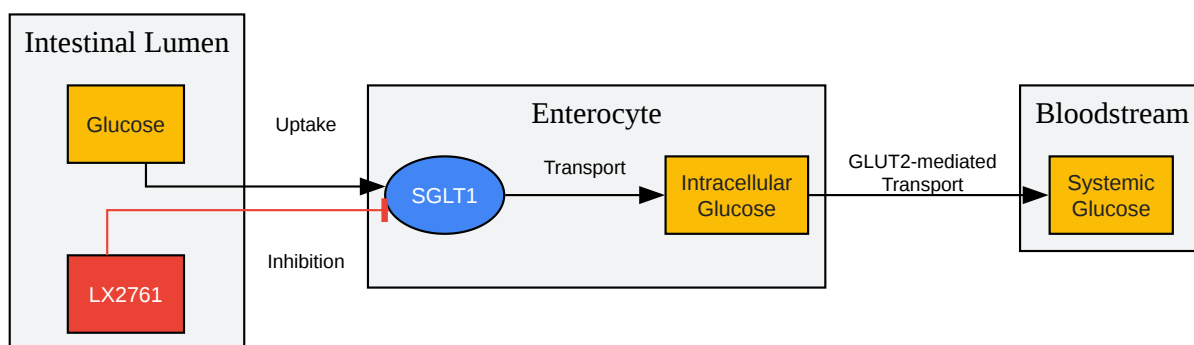 Intestinal Lumen
Glucose
LX2761
Uptake
Inhibition
Enterocyte
SGLT1
Transport
Intracellular
Glucose
GLUT2-mediated
Transport
Bloodstream
Systemic
Glucose